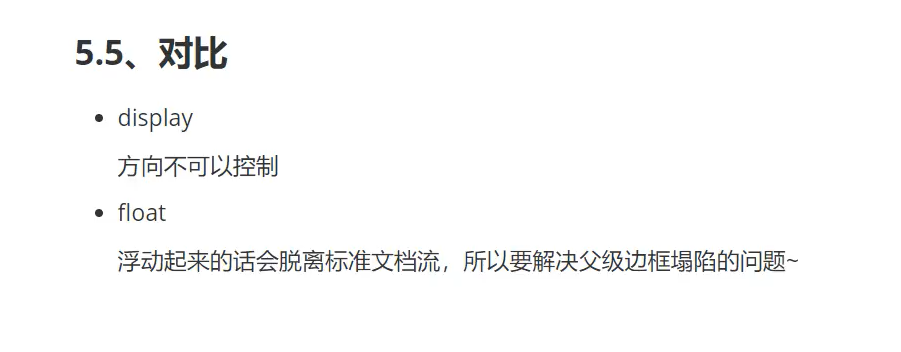 5.5、对比
display
方向不可以控制
float
浮动起来的话会脱离标准文档流，所以要解决父级边框塌陷的问题~